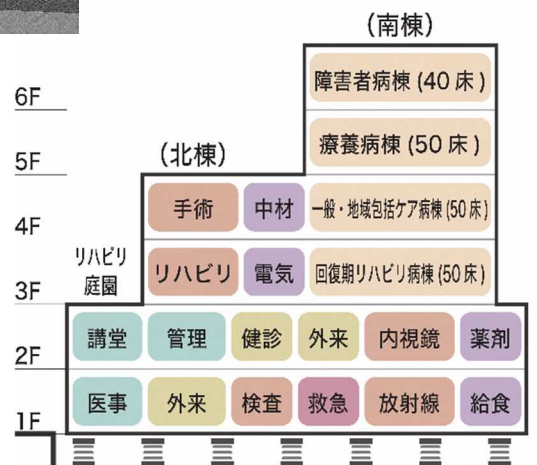 (南棟)
6F
障害者病棟 (40 床)
療養病棟 (50 床)
5F
(北棟)
4F
手術
中材
一般・地域包括ケア病棟 (50床)
リハビリ
庭園
3F
リハビリ
電気
回復期リハビリ病棟 (50床)
2F
講堂
管理
健診
外来
内視鏡
薬剤
1F
医事
外来
検査
救急
放射線
給食